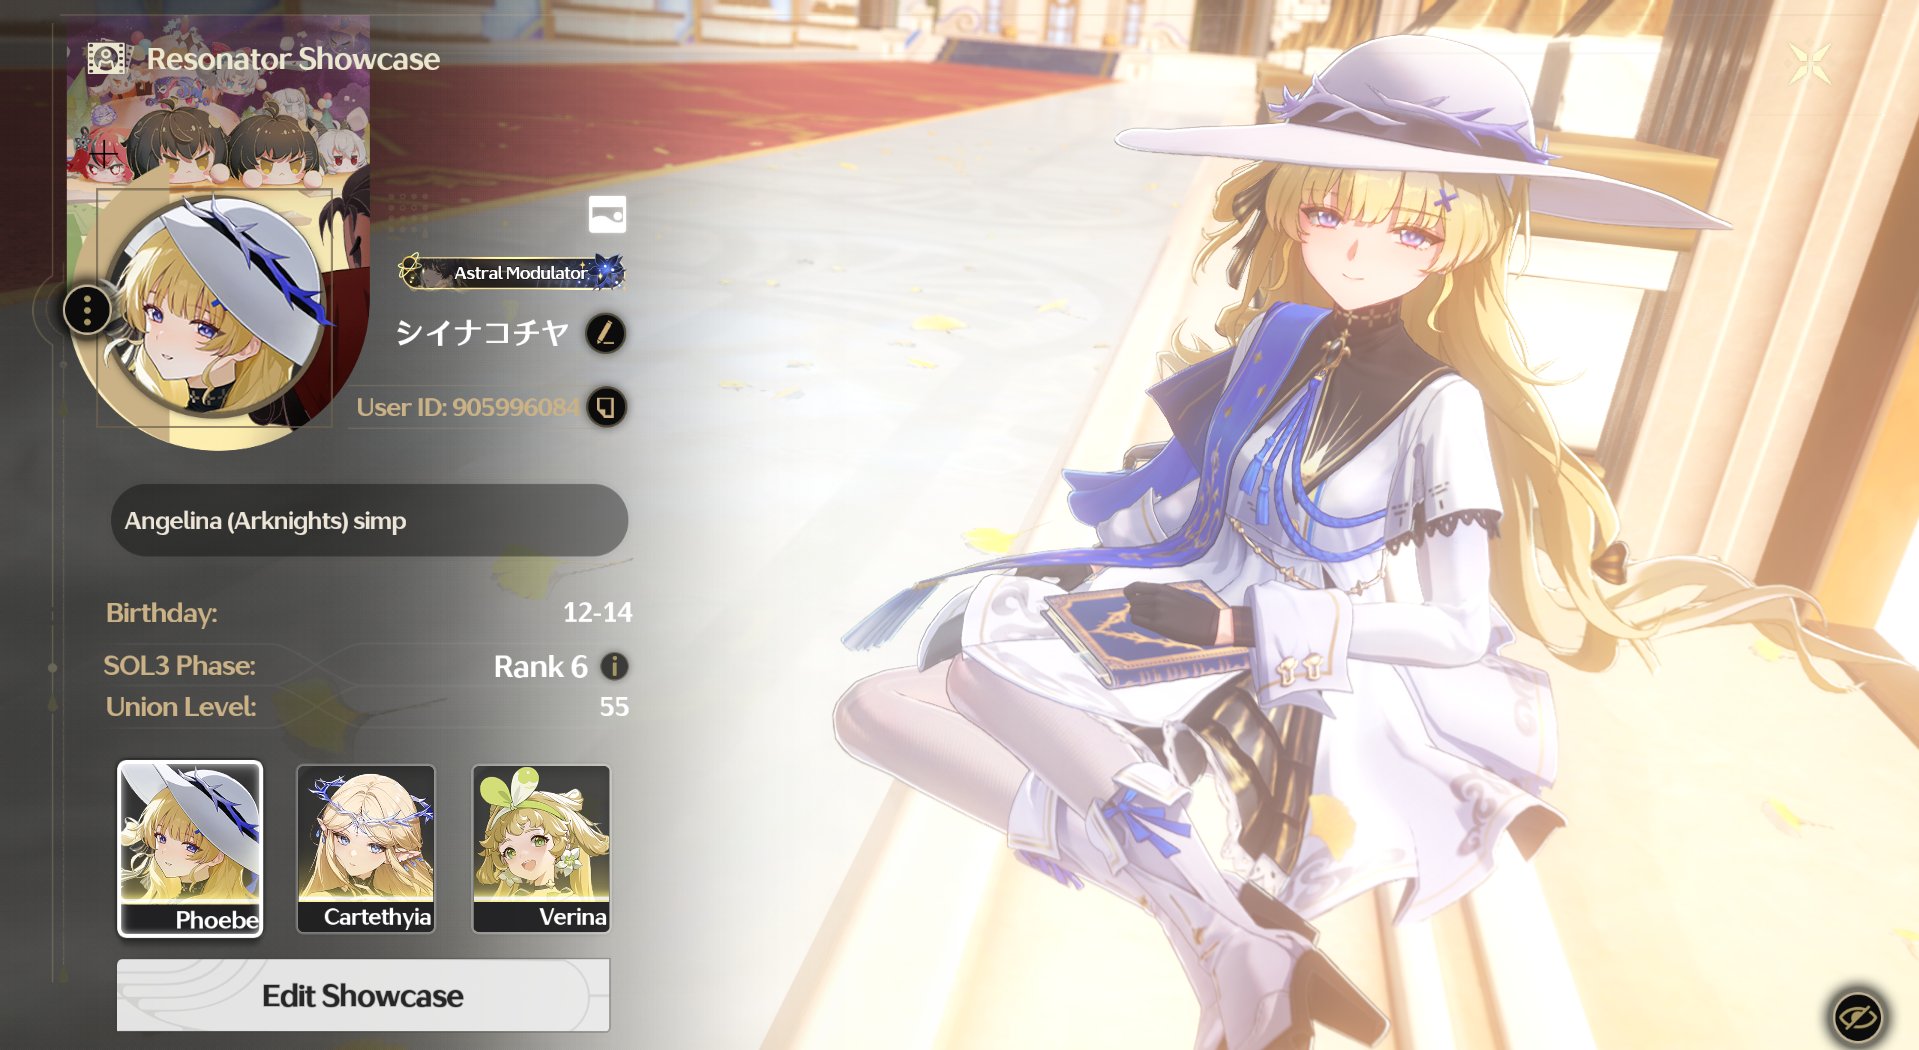 Resonator Showcase
Astral Modulator
シイナコチヤ
User ID: 905996084
Angelina (Arknights) simp
Birthday: 12-14
SOL3 Phase: Rank 6
Union Level: 55
Phoebe
Cartethyia
Verina
Edit Showcase